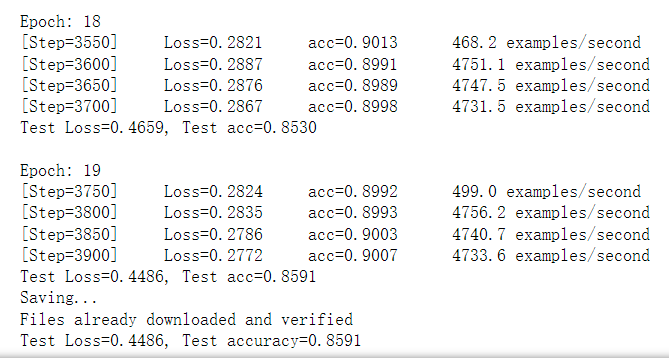 Epoch: 18
[Step=3550] Loss=0.2821 acc=0.9013 468.2 examples/second
[Step=3600] Loss=0.2887 acc=0.8991 4751.1 examples/second
[Step=3650] Loss=0.2876 acc=0.8989 4747.5 examples/second
[Step=3700] Loss=0.2867 acc=0.8998 4731.5 examples/second
Test Loss=0.4659, Test acc=0.8530
Epoch: 19
[Step=3750] Loss=0.2824 acc=0.8992 499.0 examples/second
[Step=3800] Loss=0.2835 acc=0.8993 4756.2 examples/second
[Step=3850] Loss=0.2786 acc=0.9003 4740.7 examples/second
[Step=3900] Loss=0.2772 acc=0.9007 4733.6 examples/second
Test Loss=0.4486, Test acc=0.8591
Saving...
Files already downloaded and verified
Test Loss=0.4486, Test accuracy=0.8591